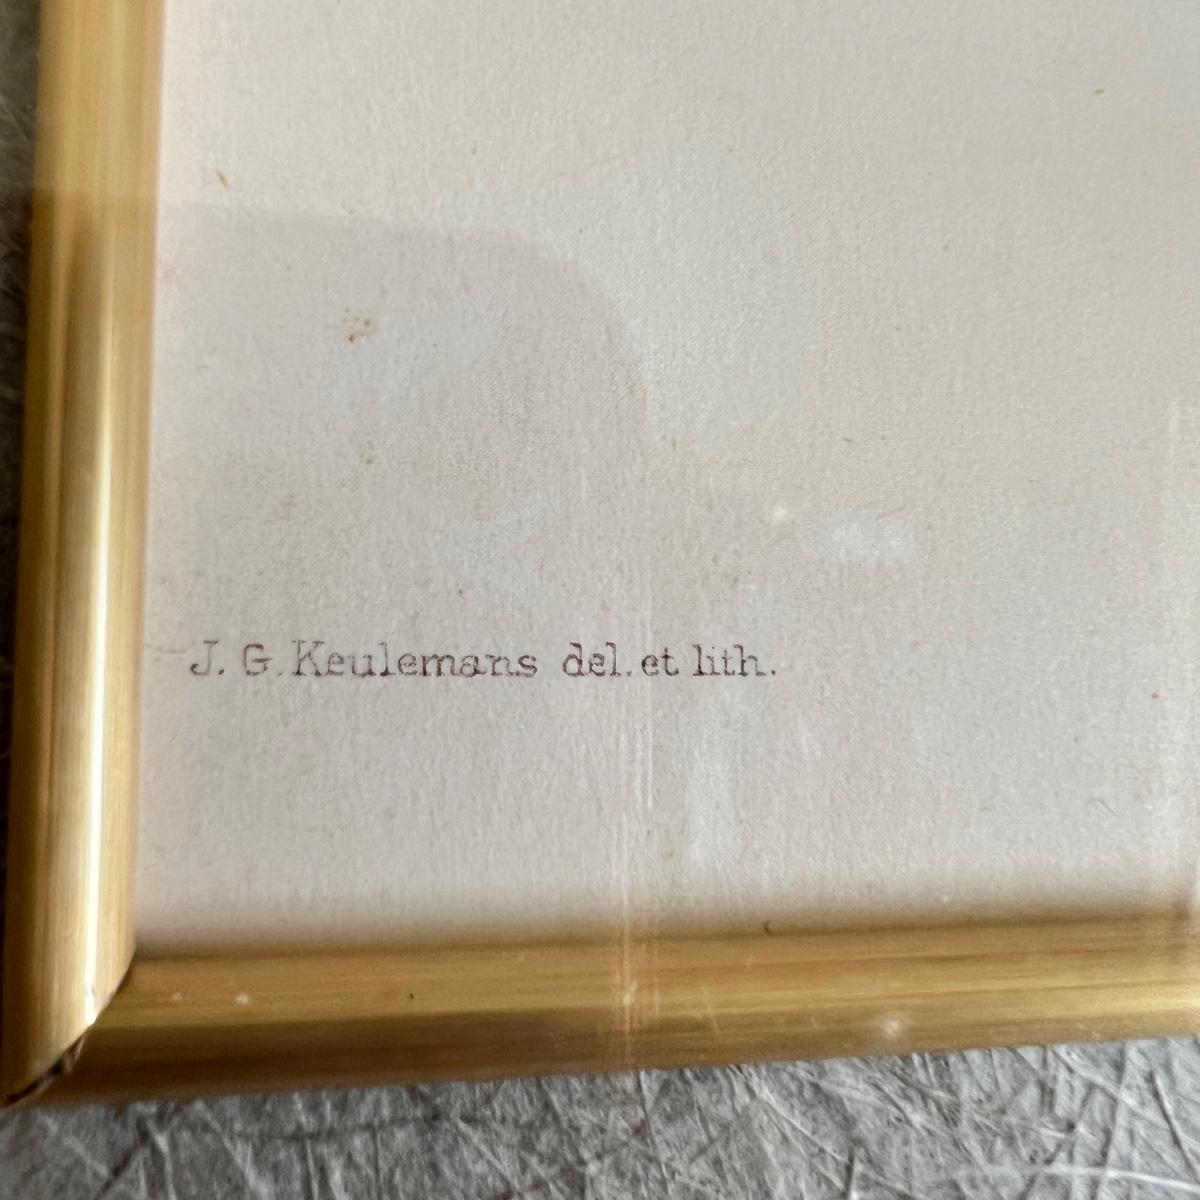 J. G. Keulemans del. et lith.